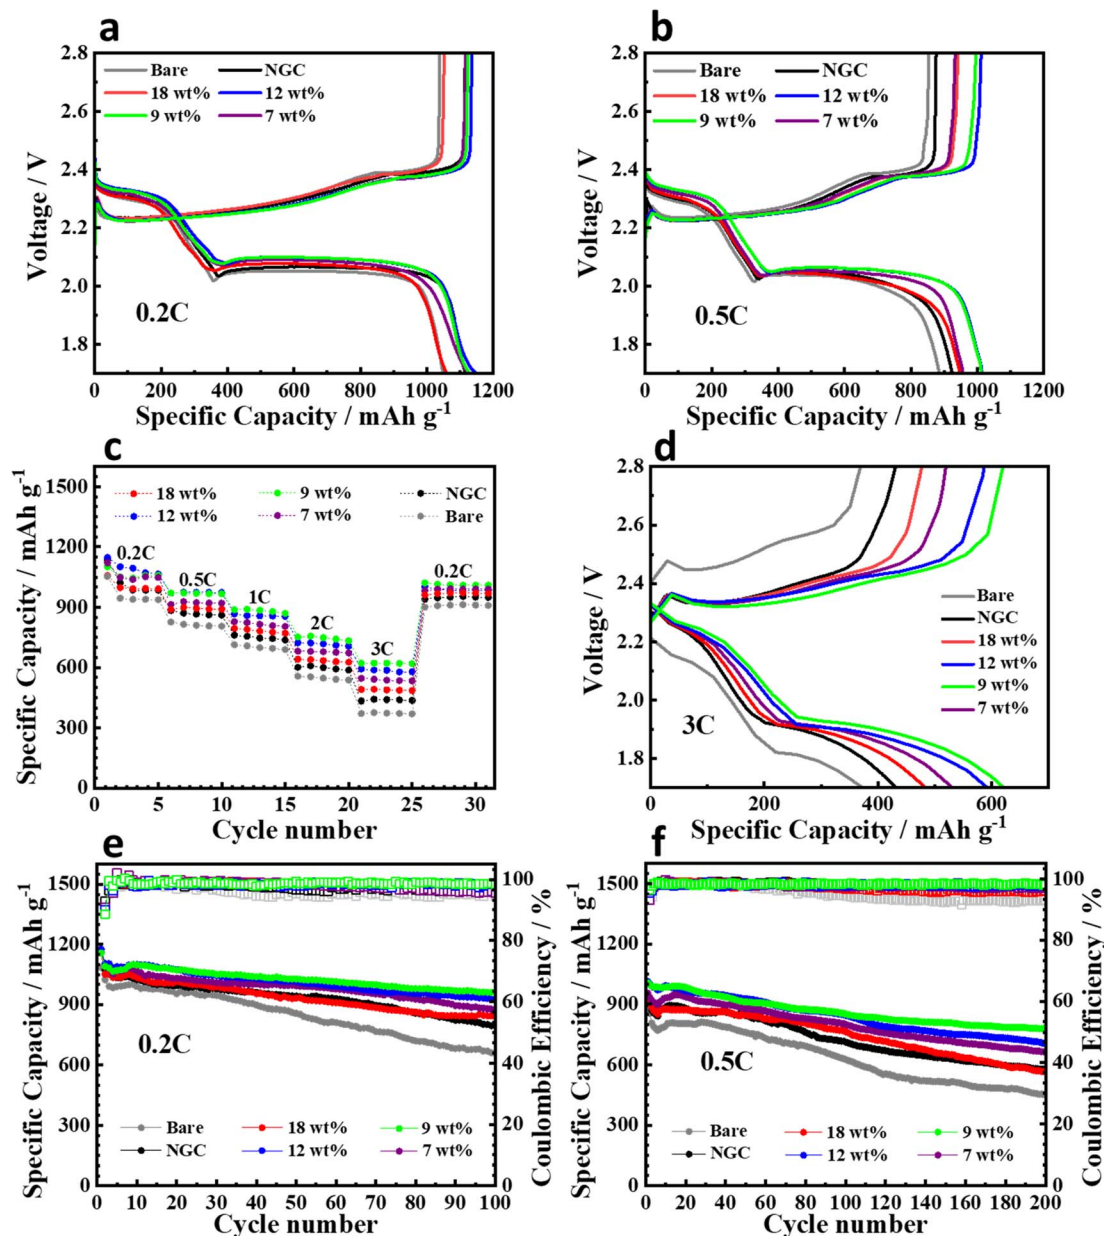 a
2.8
2.6
2.4
2.2
2.0
1.8
Voltage / V
Bare NGC
18 wt% 12 wt%
9 wt% 7 wt%
0.2C
0 200 400 600 800 1000 1200
Specific Capacity / mAh g-1
b
2.8
2.6
2.4
2.2
2.0
1.8
Voltage / V
Bare NGC
18 wt% 12 wt%
9 wt% 7 wt%
0.5C
0 200 400 600 800 1000 1200
Specific Capacity / mAh g-1
c
1500
1200
900
600
300
0
Specific Capacity / mAh g-1
18 wt% 9 wt% NGC
12 wt% 7 wt% Bare
0.2C
0.5C
1C
2C
3C
0.2C
0 5 10 15 20 25 30
Cycle number
d
2.8
2.6
2.4
2.2
2.0
1.8
Voltage / V
Bare
NGC
18 wt%
12 wt%
9 wt%
7 wt%
3C
0 200 400 600
Specific Capacity / mAh g-1
e
1500
1200
900
600
300
0
Specific Capacity / mAh g-1
100
80
60
40
20
0
Coulombic Efficiency / %
0.2C
Bare 18 wt% 9 wt%
NGC 12 wt% 7 wt%
0 10 20 30 40 50 60 70 80 90 100
Cycle number
f
1500
1200
900
600
300
0
Specific Capacity / mAh g-1
100
80
60
40
20
0
Coulombic Efficiency / %
0.5C
Bare 18 wt% 9 wt%
NGC 12 wt% 7 wt%
0 20 40 60 80 100 120 140 160 180 200
Cycle number